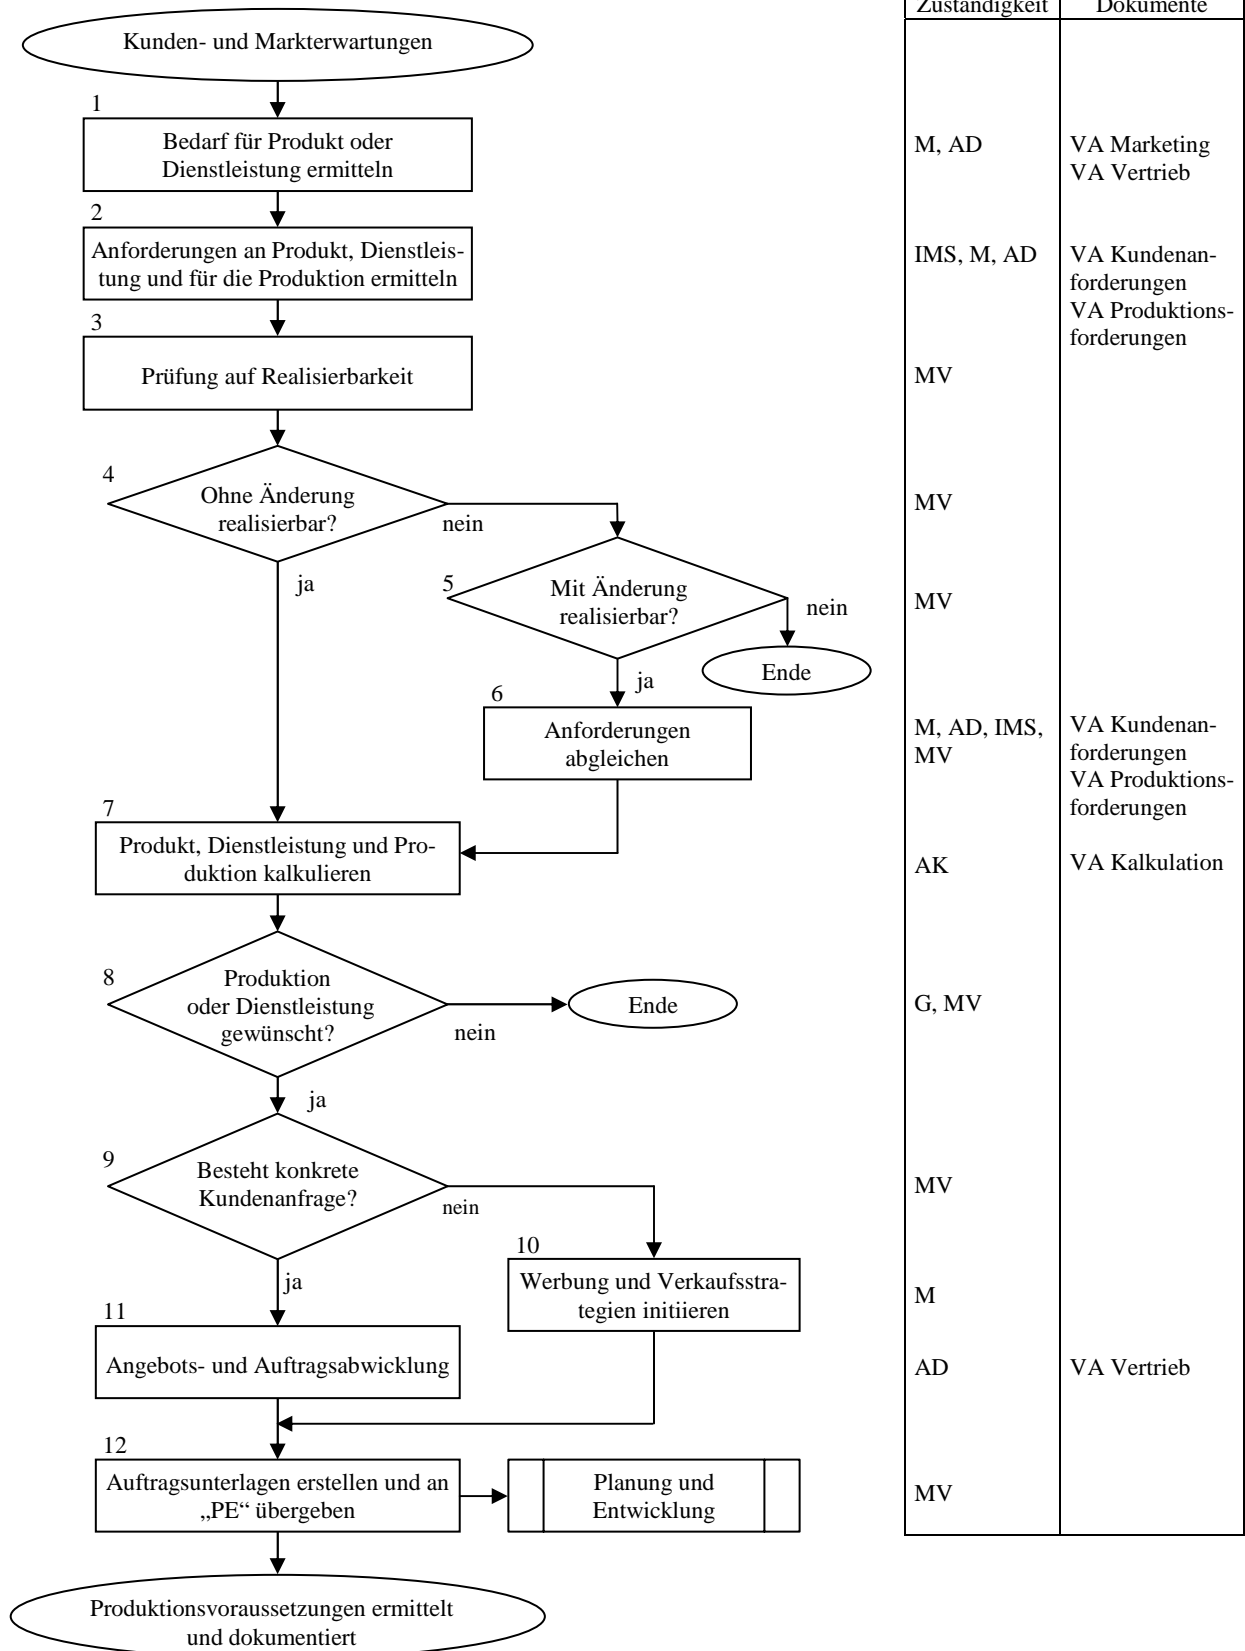 Zuständigkeit Dokumente
Kunden- und Markterwartungen
1
Bedarf für Produkt oder
Dienstleistung ermitteln
M, AD
VA Marketing
VA Vertrieb
2
Anforderungen an Produkt, Dienstleis-
tung und für die Produktion ermitteln
IMS, M, AD
VA Kundenan-
forderungen
VA Produktions-
forderungen
3
Prüfung auf Realisierbarkeit
MV
4
Ohne Änderung
realisierbar?
nein
ja
MV
5
Mit Änderung
realisierbar?
nein
ja
MV
Ende
6
Anforderungen
abgleichen
M, AD, IMS,
MV
VA Kundenan-
forderungen
VA Produktions-
forderungen
7
Produkt, Dienstleistung und Pro-
duktion kalkulieren
AK
VA Kalkulation
8
Produktion
oder Dienstleistung
gewünscht?
nein
Ende
ja
G, MV
9
Besteht konkrete
Kundenanfrage?
nein
ja
MV
10
Werbung und Verkaufsstra-
tegien initiieren
M
11
Angebots- und Auftragsabwicklung
AD
VA Vertrieb
12
Auftragsunterlagen erstellen und an
„PE“ übergeben
Planung und
Entwicklung
MV
Produktionsvoraussetzungen ermittelt
und dokumentiert